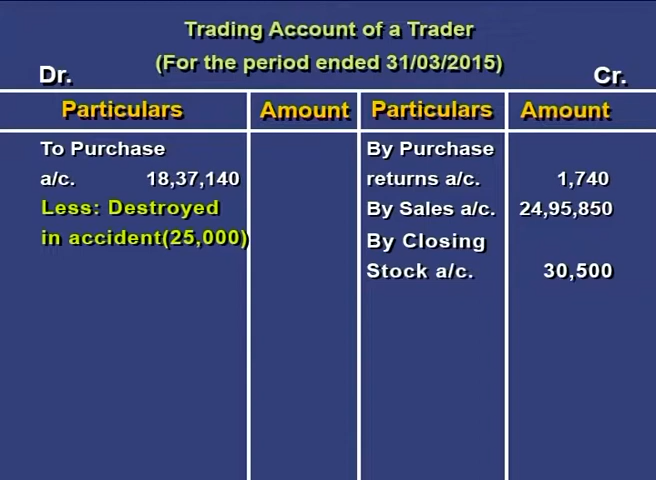 Trading Account of a Trader
(For the period ended 31/03/2015)
Dr. Cr.
Particulars Amount Particulars Amount
To Purchase
a/c. 18,37,140
Less: Destroyed
in accident(25,000)
By Purchase
returns a/c. 1,740
By Sales a/c. 24,95,850
By Closing
Stock a/c. 30,500